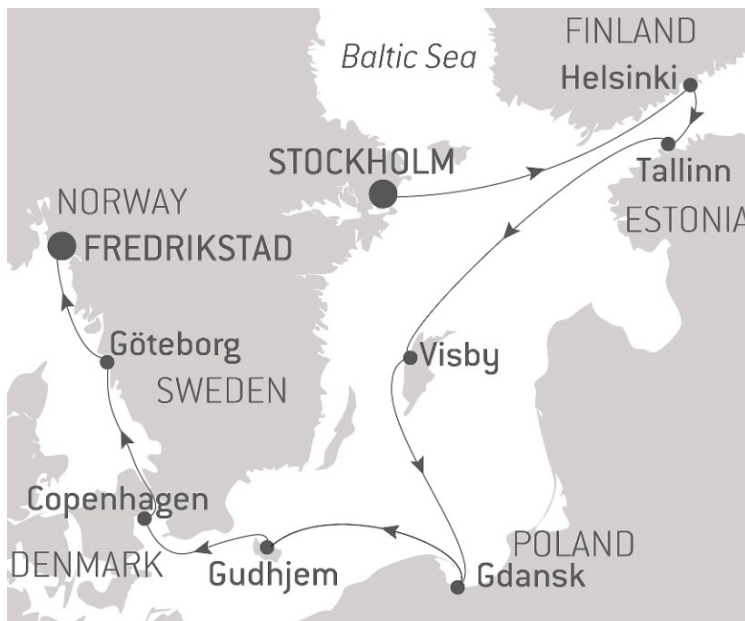 FINLAND
Baltic Sea
Helsinki
STOCKHOLM
Tallinn
NORWAY
ESTONIA
FREDRIKSTAD
Göteborg
Visby
SWEDEN
Copenhagen
POLAND
DENMARK
Gudhjem
Gdansk